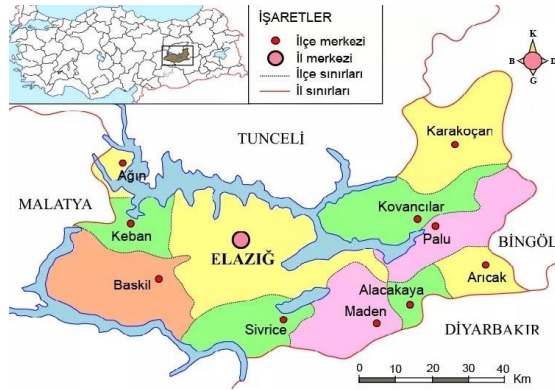 İŞARETLER
İlçe merkezi
İl merkezi
İlçe sınırları
İl sınırları
K
B
D
G
TUNCELİ
Karakoçan
Ağın
MALATYA
Kovancılar
Keban
Palu
BİNGÖL
ELAZIĞ
Baskil
Arıcak
Alacakaya
Sivrice
Maden
DİYARBAKIR
0 10 20 30 40
Km